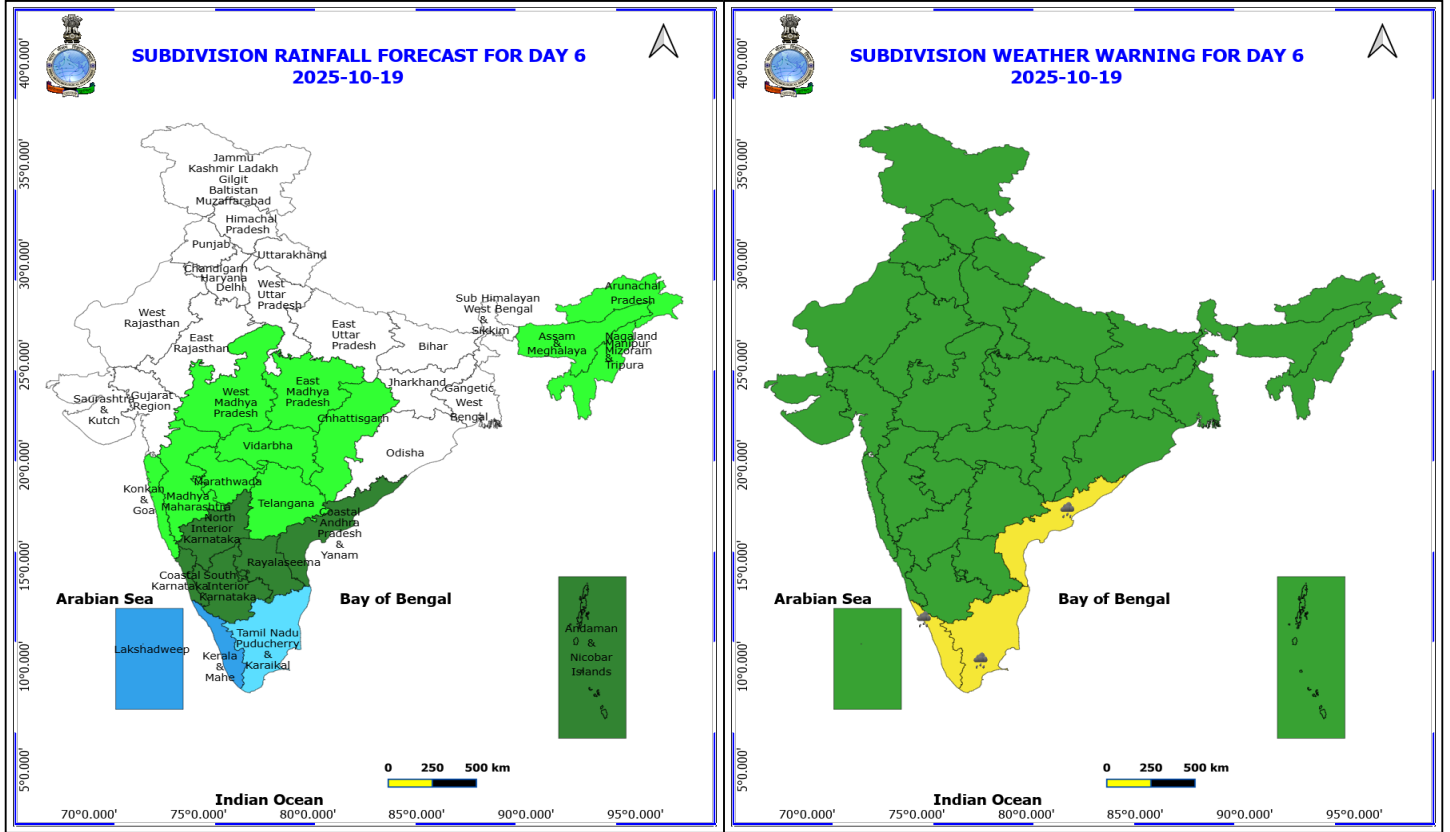 SUBDIVISION RAINFALL FORECAST FOR DAY 6
2025-10-19
40°0.000'
35°0.000'
30°0.000'
25°0.000'
20°0.000'
15°0.000'
10°0.000'
5°0.000'
Jammu
Kashmir Ladakh
Gilgit
Baltistan
Muzaffarabad
Himachal
Pradesh
Punjab
Uttarakhand
Chandigarh
Haryana
Delhi
West
Uttar
Pradesh
West
Rajasthan
East
Rajasthan
East
Uttar
Pradesh
Bihar
Sub Himalayan
West Bengal
&
Sikkim
Arunachal
Pradesh
Assam
&
Meghalaya
Nagaland
Manipur
Mizoram
&
Tripura
Jharkhand
Gangetic
West
Bengal
Saurashtra
&
Kutch
Gujarat
Region
West
Madhya
Pradesh
East
Madhya
Pradesh
Chhattisgarh
Vidarbha
Odisha
Konkan
&
Goa
Madhya
Maharashtra
Marathwada
Telangana
North
Interior
Karnataka
Coastal
Andhra
Pradesh
&
Yanam
Rayalaseema
Coastal
Karnataka
South
Interior
Karnataka
Arabian Sea
Bay of Bengal
Lakshadweep
Kerala
&
Mahe
Tamil Nadu
Puducherry
&
Karaikal
Andaman
&
Nicobar
Islands
0 250 500 km
Indian Ocean
70°0.000' 75°0.000' 80°0.000' 85°0.000' 90°0.000' 95°0.000'
SUBDIVISION WEATHER WARNING FOR DAY 6
2025-10-19
40°0.000'
35°0.000'
30°0.000'
25°0.000'
20°0.000'
15°0.000'
10°0.000'
5°0.000'
Arabian Sea
Bay of Bengal
0 250 500 km
Indian Ocean
70°0.000' 75°0.000' 80°0.000' 85°0.000' 90°0.000' 95°0.000'